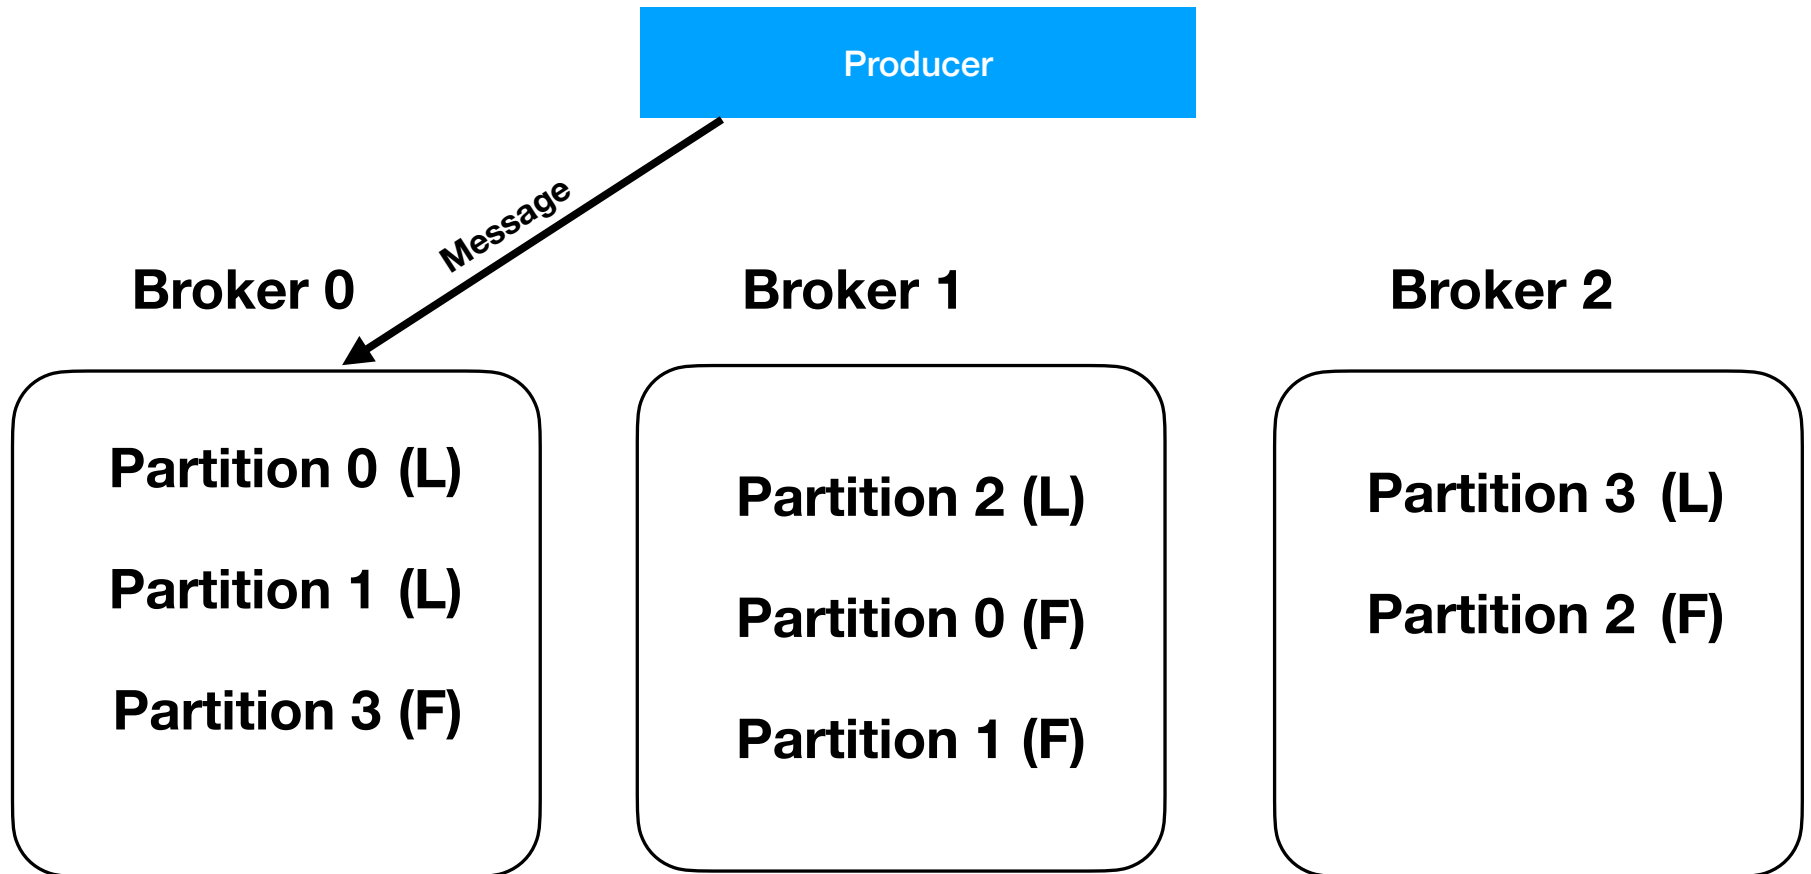 Producer
Message
Broker 0
Broker 1
Broker 2
Partition 0 (L)
Partition 1 (L)
Partition 3 (F)
Partition 2 (L)
Partition 0 (F)
Partition 1 (F)
Partition 3 (L)
Partition 2 (F)